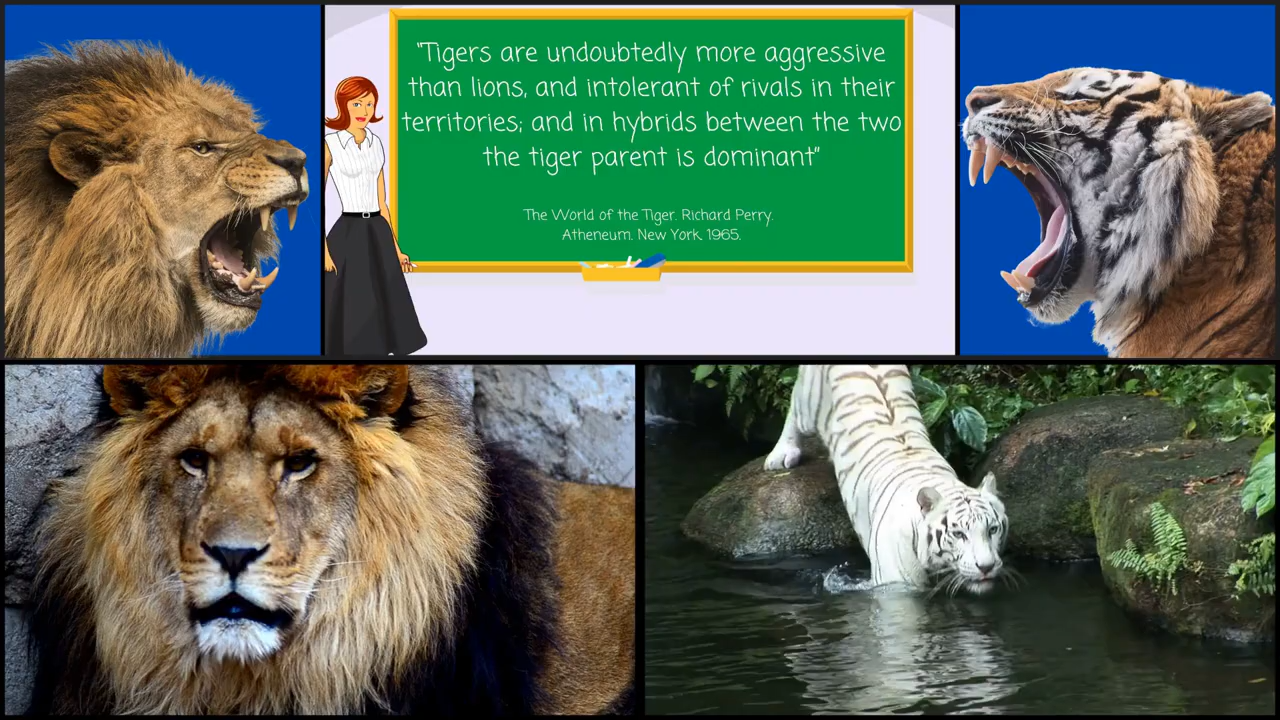 "Tigers are undoubtedly more aggressive
than lions, and intolerant of rivals in their
territories; and in hybrids between the two
the tiger parent is dominant"
The World of the Tiger. Richard Perry.
Atheneum. New York. 1965.